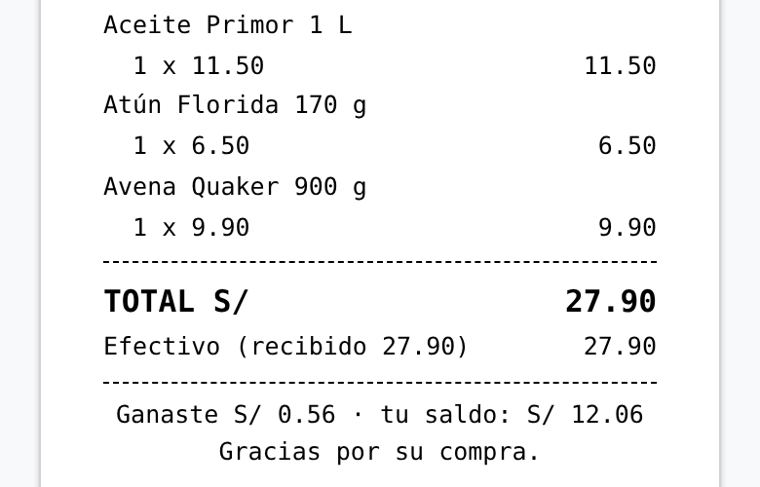 Aceite Primor 1 L
1 x 11.50 11.50
Atún Florida 170 g
1 x 6.50 6.50
Avena Quaker 900 g
1 x 9.90 9.90
TOTAL S/ 27.90
Efectivo (recibido 27.90) 27.90
Ganaste S/ 0.56 · tu saldo: S/ 12.06
Gracias por su compra.